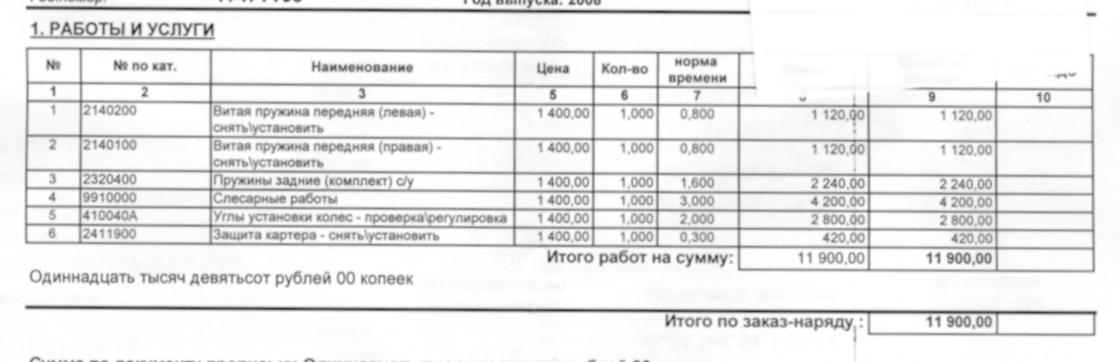 Год выпуска: 2008
1. РАБОТЫ И УСЛУГИ
№ № по кат. Наименование Цена Кол-во норма времени
1 2 3 5 6 7 8 9 10
1 2140200 Витая пружина передняя (левая) - 1 400,00 1,000 0,800 1 120,00 1 120,00
снять\установить
2 2140100 Витая пружина передняя (правая) - 1 400,00 1,000 0,800 1 120,00 1 120,00
снять\установить
3 2320400 Пружины задние (комплект) с/у 1 400,00 1,000 1,600 2 240,00 2 240,00
4 9910000 Слесарные работы 1 400,00 1,000 3,000 4 200,00 4 200,00
5 410040A Углы установки колес - проверка\регулировка 1 400,00 1,000 2,000 2 800,00 2 800,00
6 2411900 Защита картера - снять\установить 1 400,00 1,000 0,300 420,00 420,00
Итого работ на сумму: 11 900,00 11 900,00
Одиннадцать тысяч девятьсот рублей 00 копеек
Итого по заказ-наряду : 11 900,00